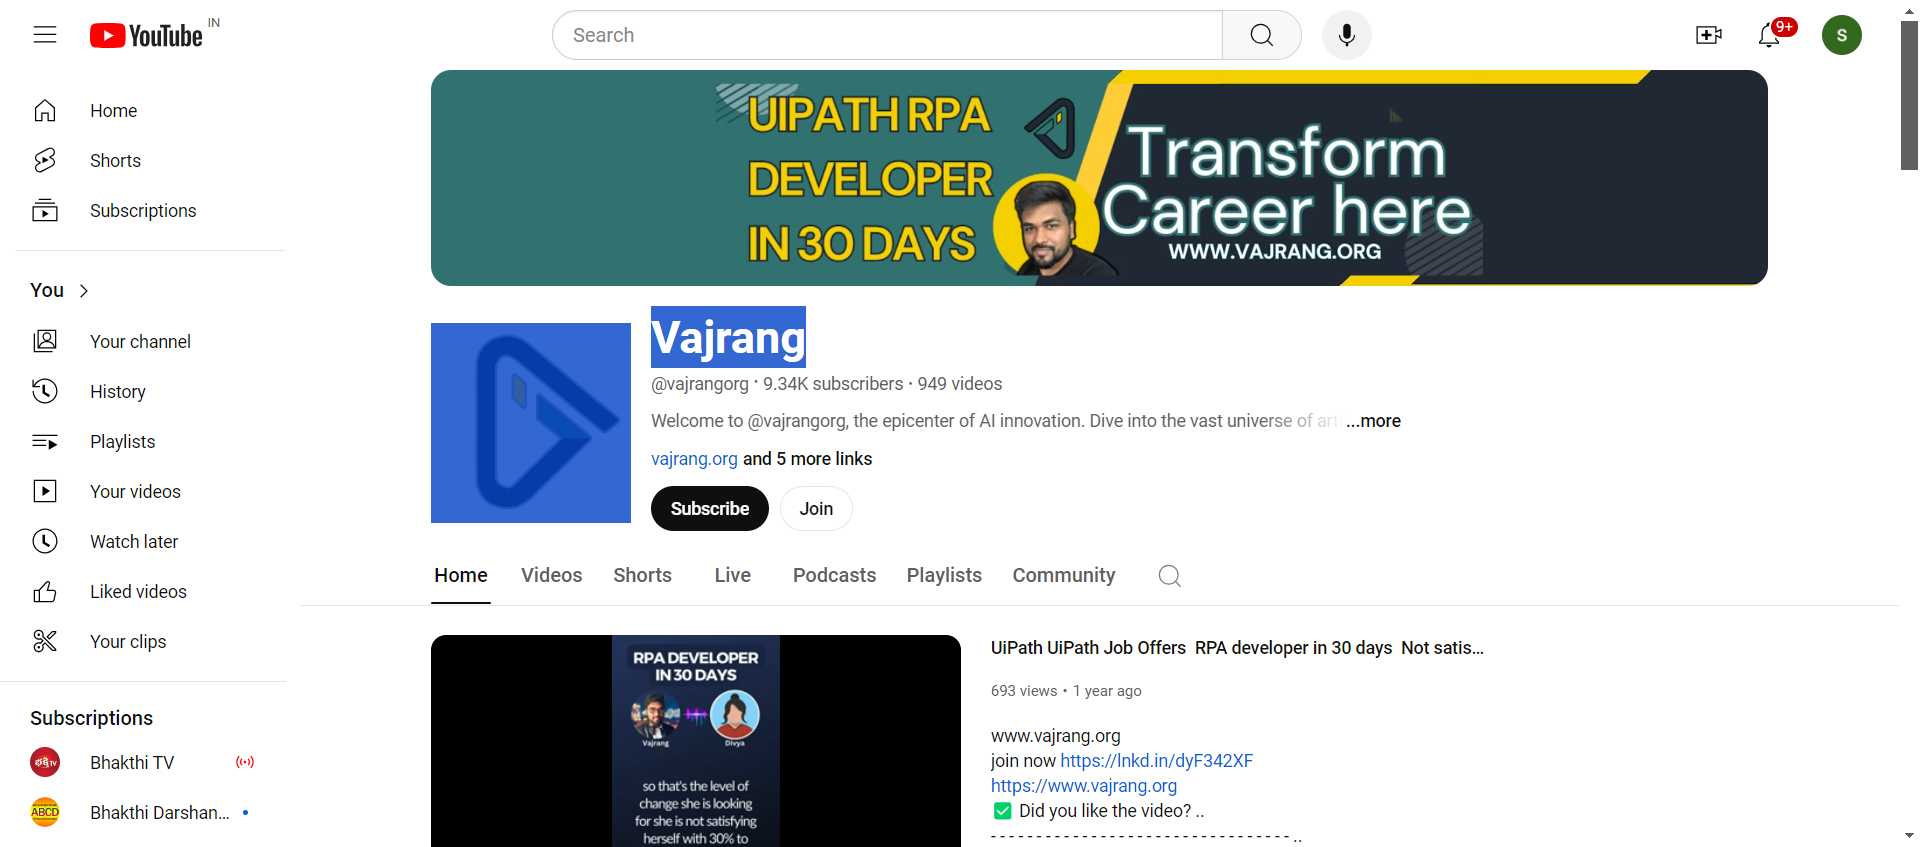 YouTube IN
Search
9+
S
Home
Shorts
Subscriptions
You
Your channel
History
Playlists
Your videos
Watch later
Liked videos
Your clips
Subscriptions
Bhakthi TV
ABCD
Bhakthi Darshan...
UIPATH RPA
DEVELOPER
IN 30 DAYS
Transform
Career here
WWW.VAJRANG.ORG
Vajrang
@vajrangorg • 9.34K subscribers • 949 videos
Welcome to @vajrangorg, the epicenter of AI innovation. Dive into the vast universe of art ...more
vajrang.org and 5 more links
Subscribe
Join
Home Videos Shorts Live Podcasts Playlists Community
RPA DEVELOPER
IN 30 DAYS
Vajrang Divya
so that's the level of
change she is looking
for she is not satisfying
herself with 30% to
UiPath UiPath Job Offers RPA developer in 30 days Not satis...
693 views • 1 year ago
www.vajrang.org
join now https://lnkd.in/dyF342XF
https://www.vajrang.org
✅ Did you like the video? ..
- - - - - - - - - - - - - - - - - - - - - - - - - - - - - - - - - ..